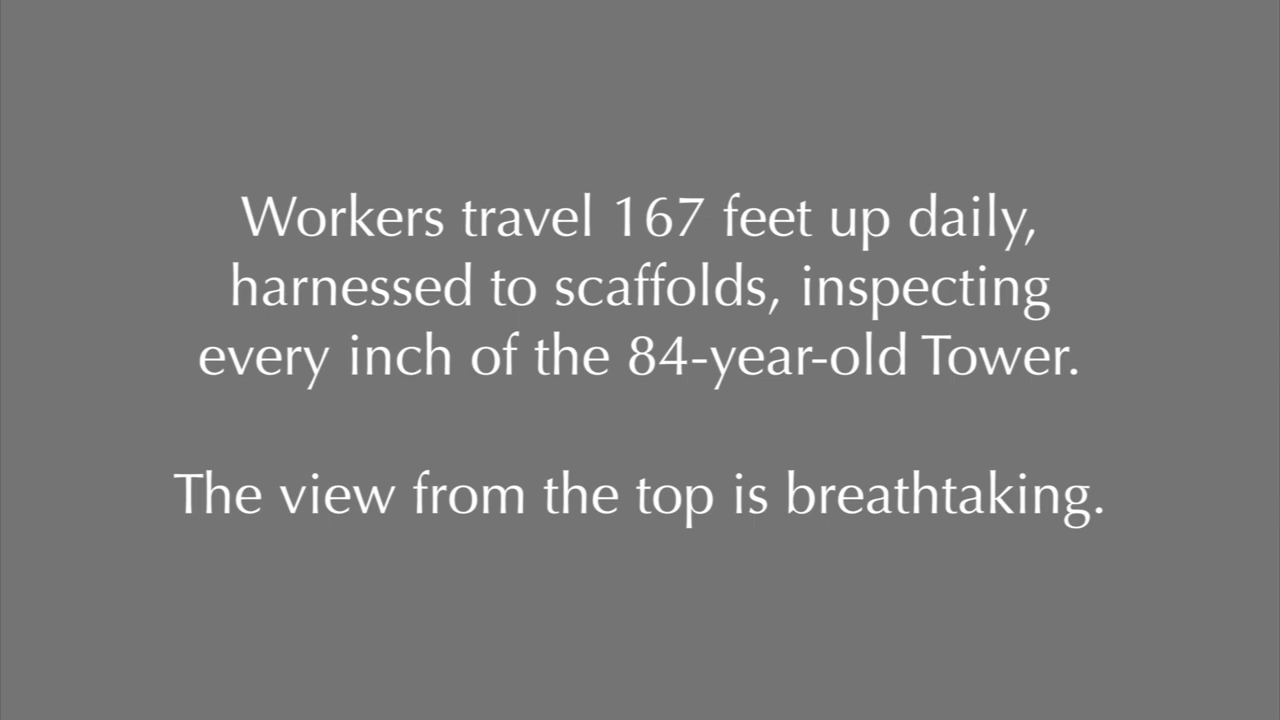 Workers travel 167 feet up daily,
harnessed to scaffolds, inspecting
every inch of the 84-year-old Tower.
The view from the top is breathtaking.